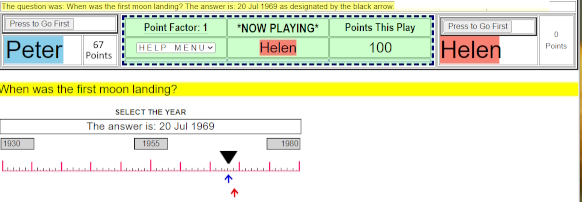 The question was: When was the first moon landing? The answer is: 20 Jul 1969 as designated by the black arrow.
Press to Go First
Peter
67
Points
Point Factor: 1
*NOW PLAYING*
Points This Play
HELP MENU
Helen
100
Press to Go First
Helen
0
Points
When was the first moon landing?
SELECT THE YEAR
The answer is: 20 Jul 1969
1930
1955
1980